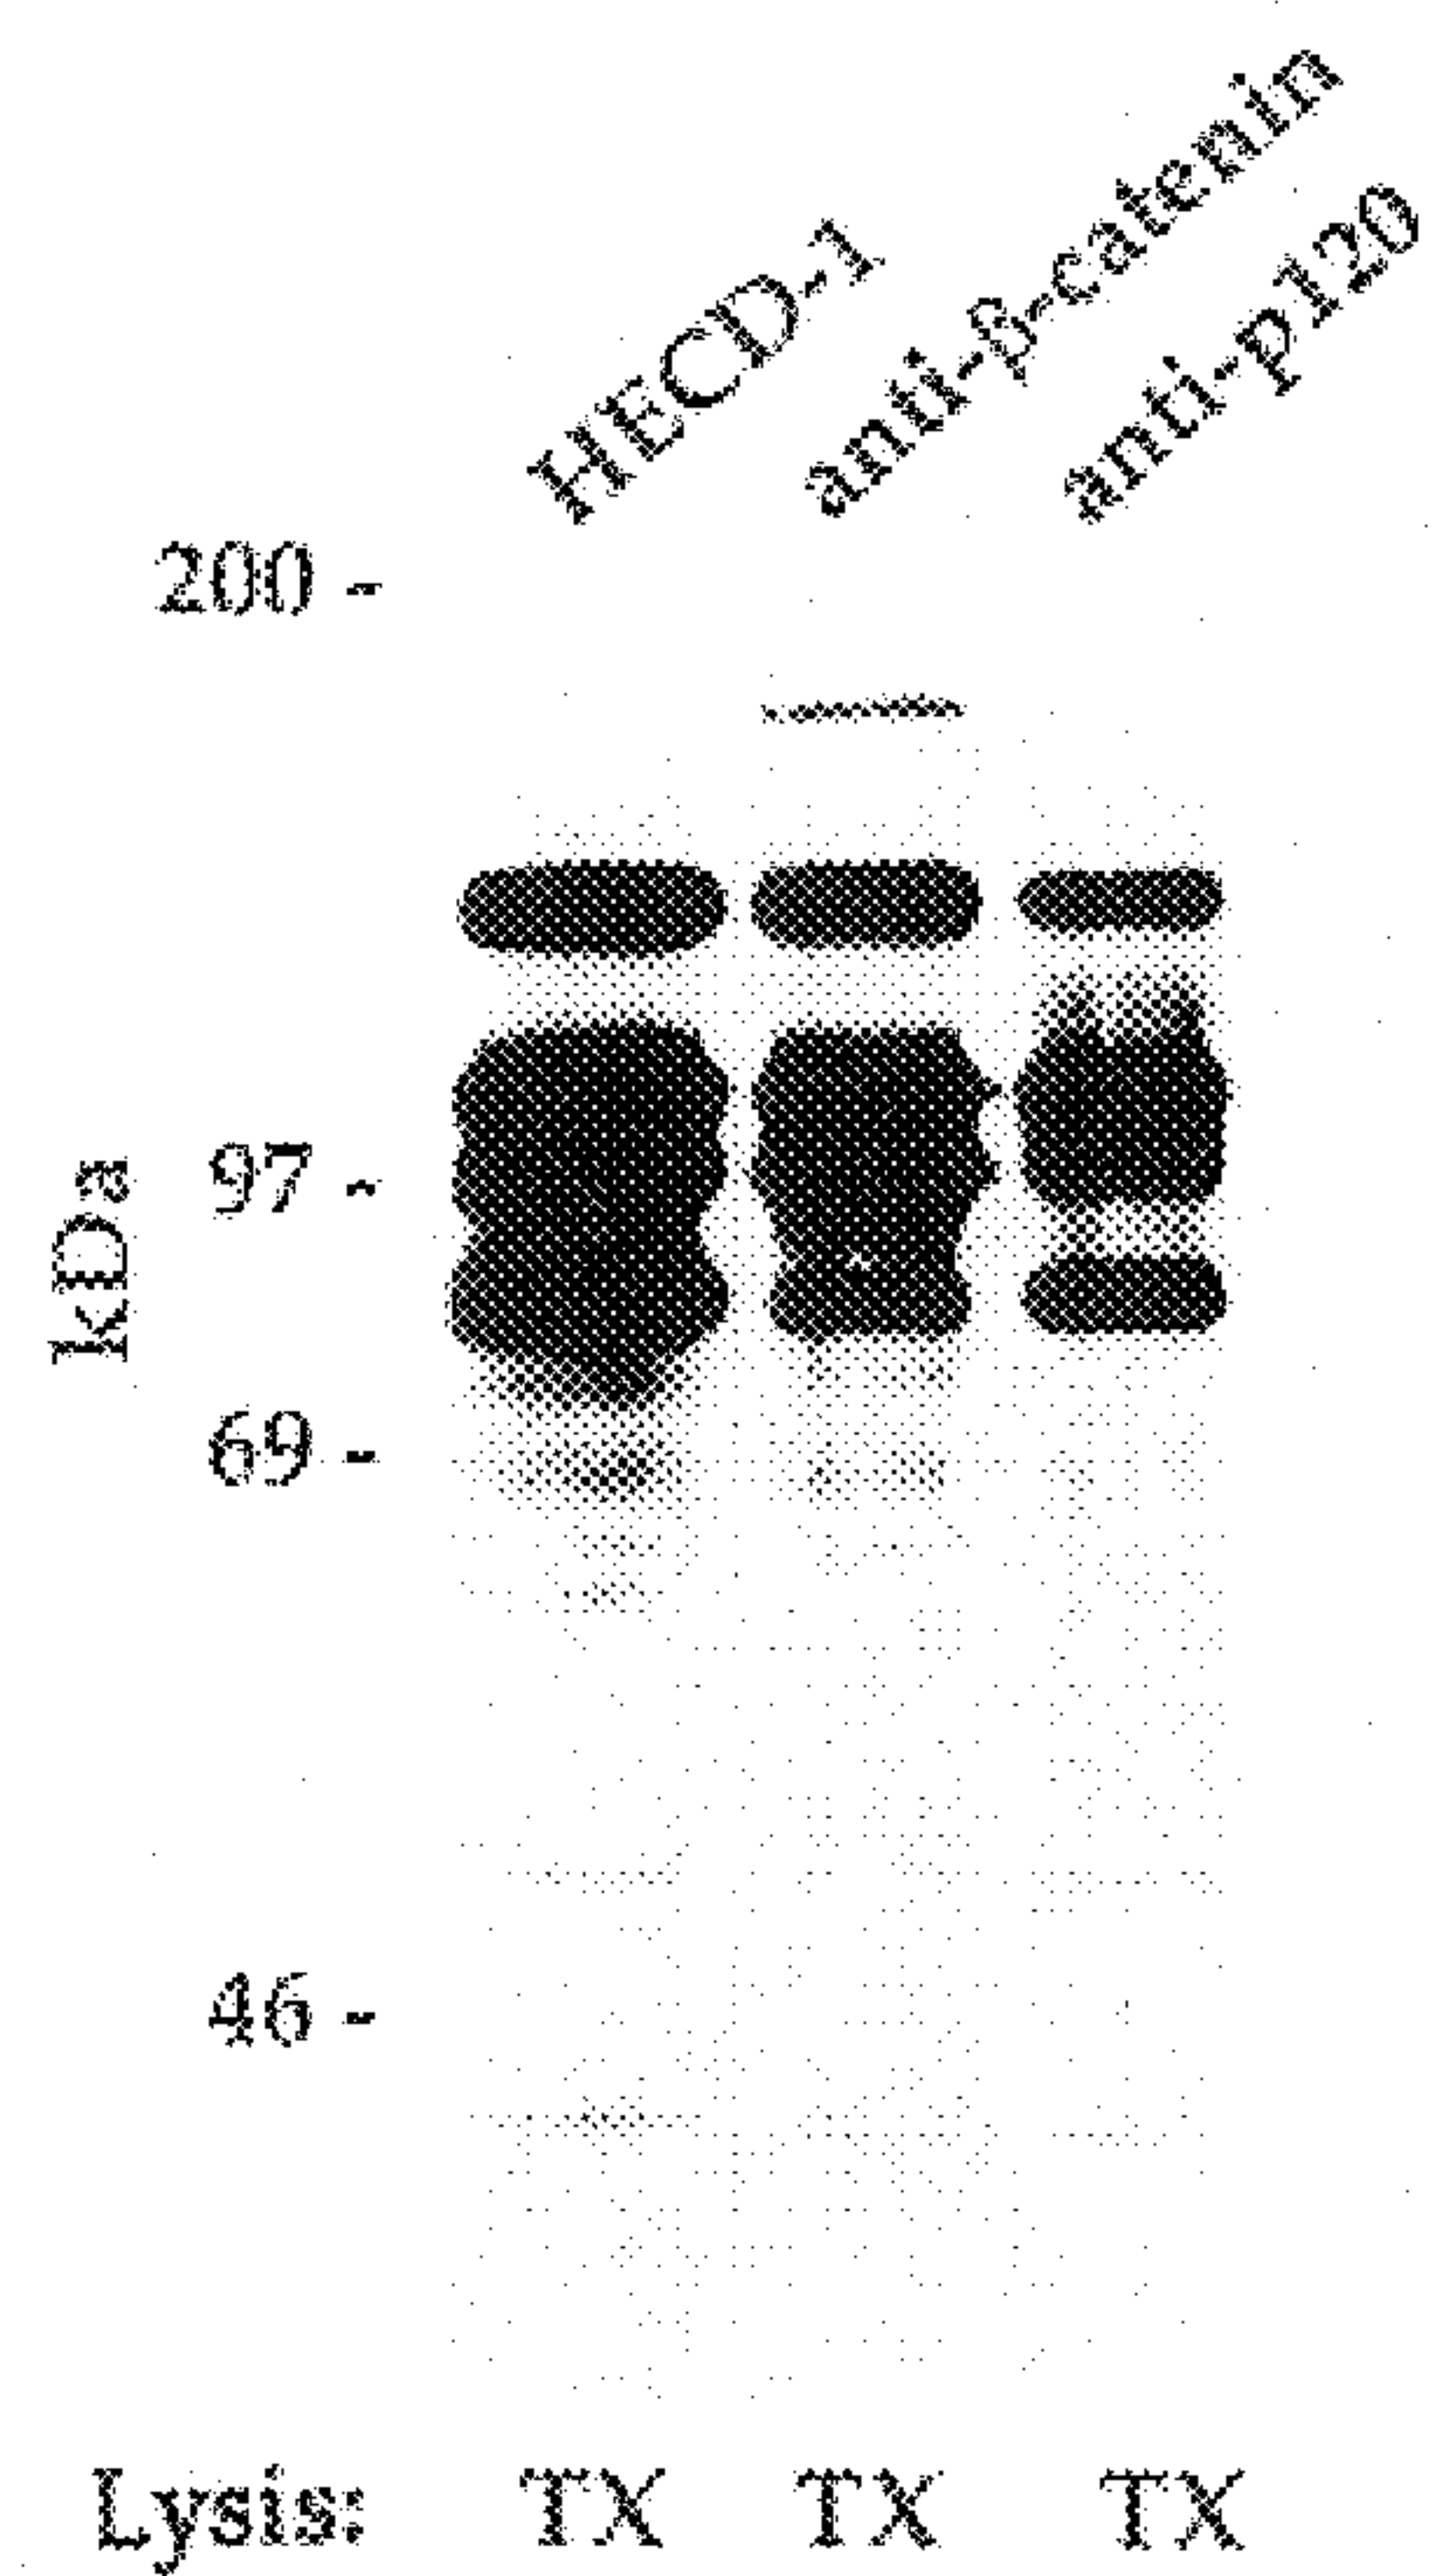 HECD-1
anti-β-catenin
anti-p120
200 -
97 -
kDa
69 -
46 -
Lysis: TX TX TX